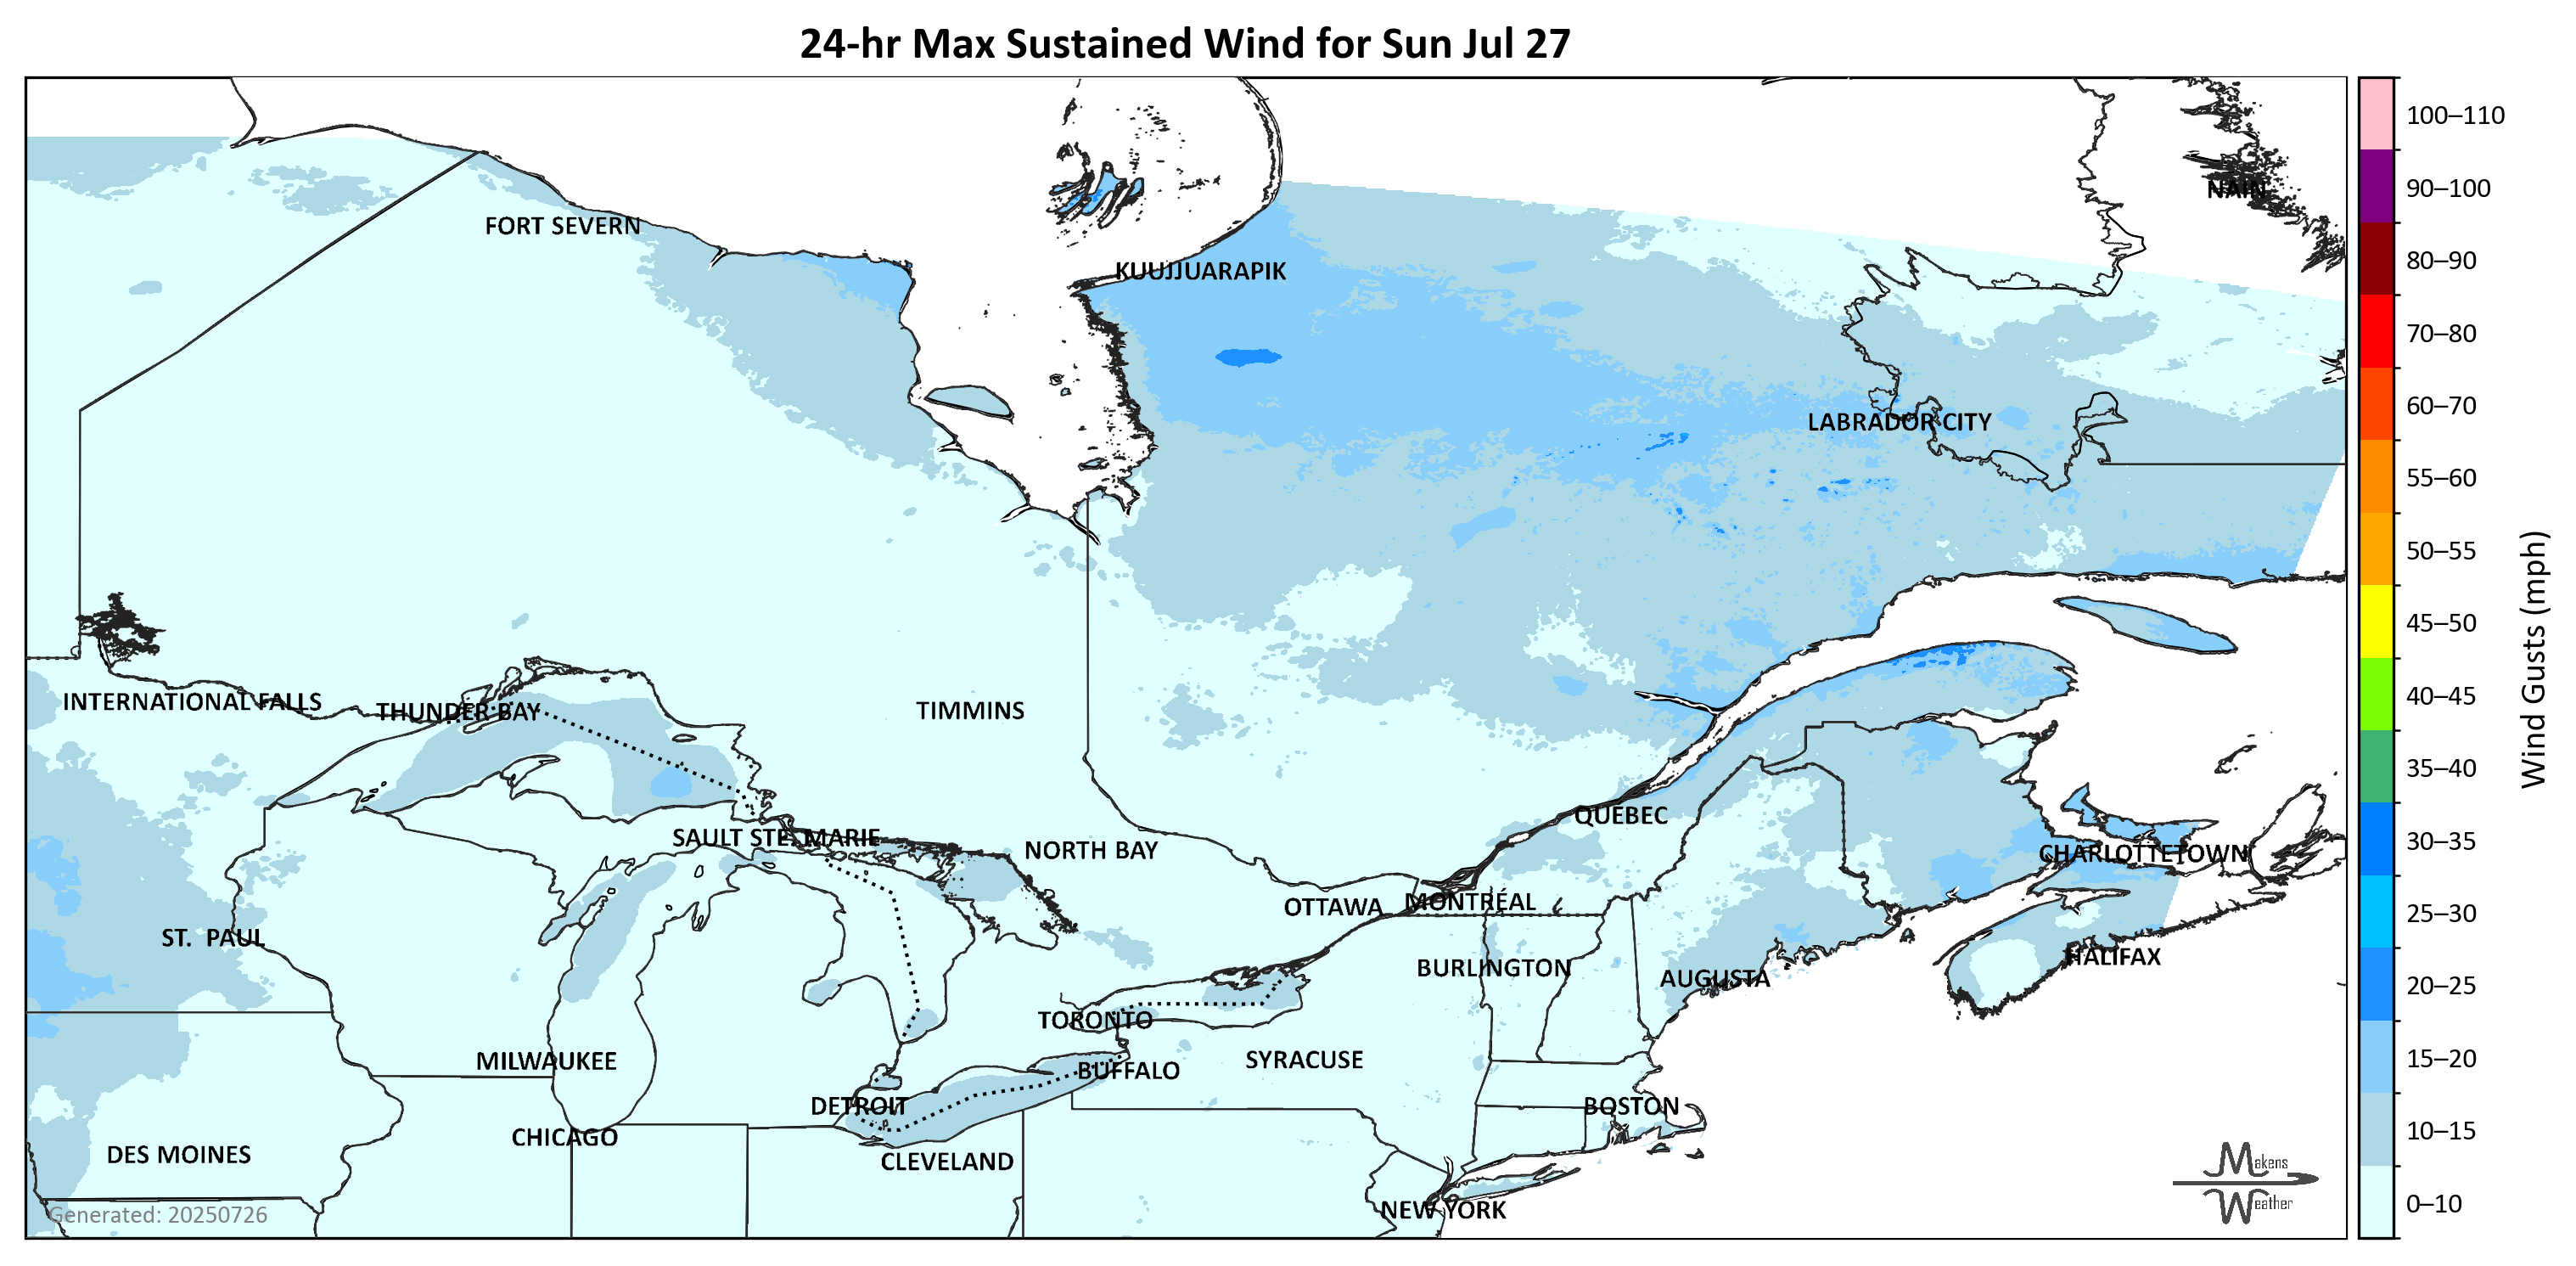 24-hr Max Sustained Wind for Sun Jul 27
100–110
90–100
NAIN
FORT SEVERN
80–90
KUUJJUARAPIK
70–80
60–70
LABRADOR CITY
55–60
50–55
45–50
Wind Gusts (mph)
40–45
INTERNATIONAL FALLS
THUNDER BAY
TIMMINS
35–40
QUEBEC
30–35
SAULT STE. MARIE
NORTH BAY
CHARLOTTETOWN
OTTAWA
MONTRÉAL
25–30
ST. PAUL
HALIFAX
BURLINGTON
AUGUSTA
20–25
TORONTO
MILWAUKEE
SYRACUSE
15–20
BUFFALO
DETROIT
BOSTON
10–15
CHICAGO
DES MOINES
CLEVELAND
Makens
Weather
0–10
NEW YORK
Generated: 20250726